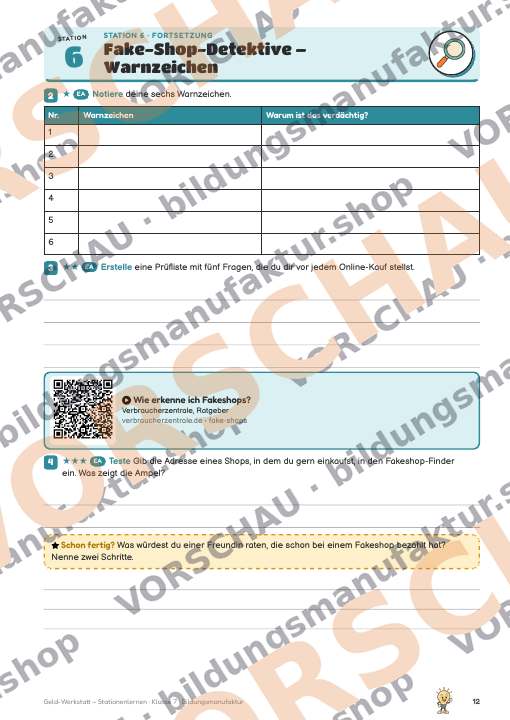 STATION
6
STATION 6 · FORTSETZUNG
Fake-Shop-Detektive –
Warnzeichen
2 ★ EA Notiere deine sechs Warnzeichen.
Nr. Warnzeichen Warum ist das verdächtig?
1
2
3
4
5
6
3 ★★ EA Erstelle eine Prüfliste mit fünf Fragen, die du dir vor jedem Online-Kauf stellst.
Wie erkenne ich Fakeshops?
Verbraucherzentrale, Ratgeber
verbraucherzentrale.de · fake-shops
4 ★★★ EA Teste Gib die Adresse eines Shops, in dem du gern einkaufst, in den Fakeshop-Finder
ein. Was zeigt die Ampel?
★ Schon fertig? Was würdest du einer Freundin raten, die schon bei einem Fakeshop bezahlt hat?
Nenne zwei Schritte.
Geld-Werkstatt – Stationenlernen · Klasse 7 · Bildungsmanufaktur
12
VORSCHAU · bildungsmanufaktur.shop
VORSCHAU